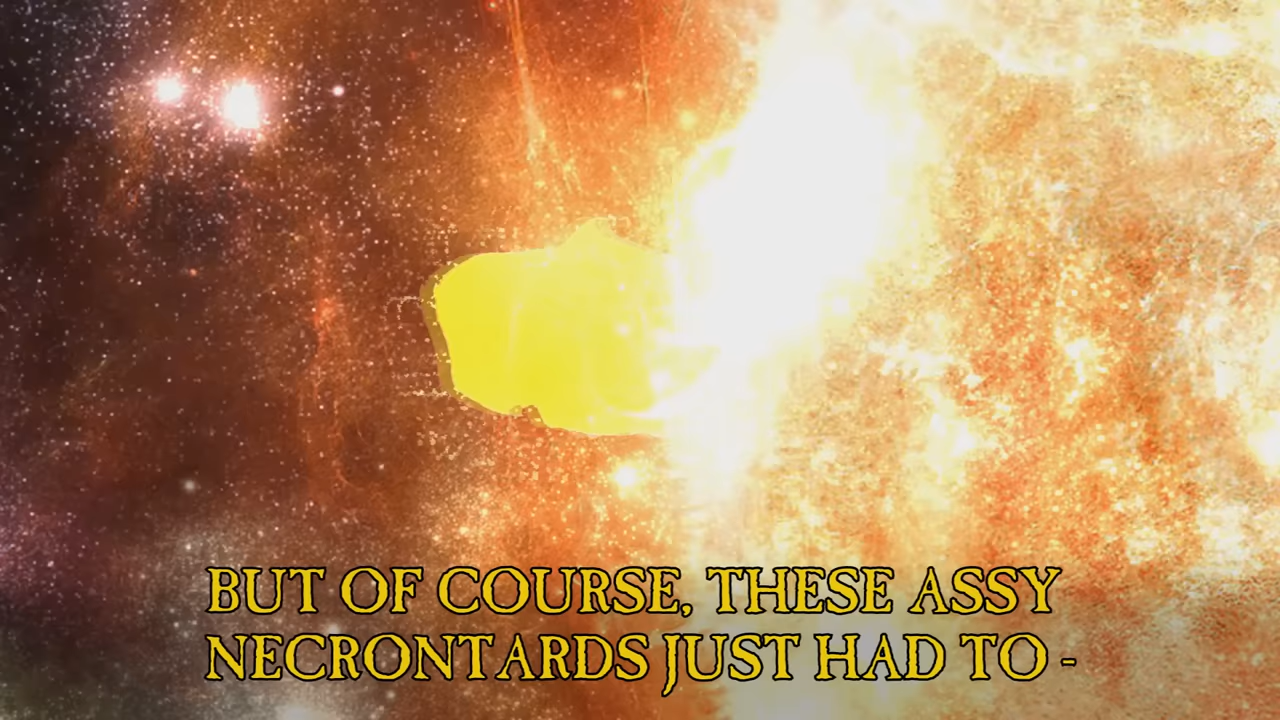 BUT OF COURSE, THESE ASSY
NECRONTARDS JUST HAD TO -